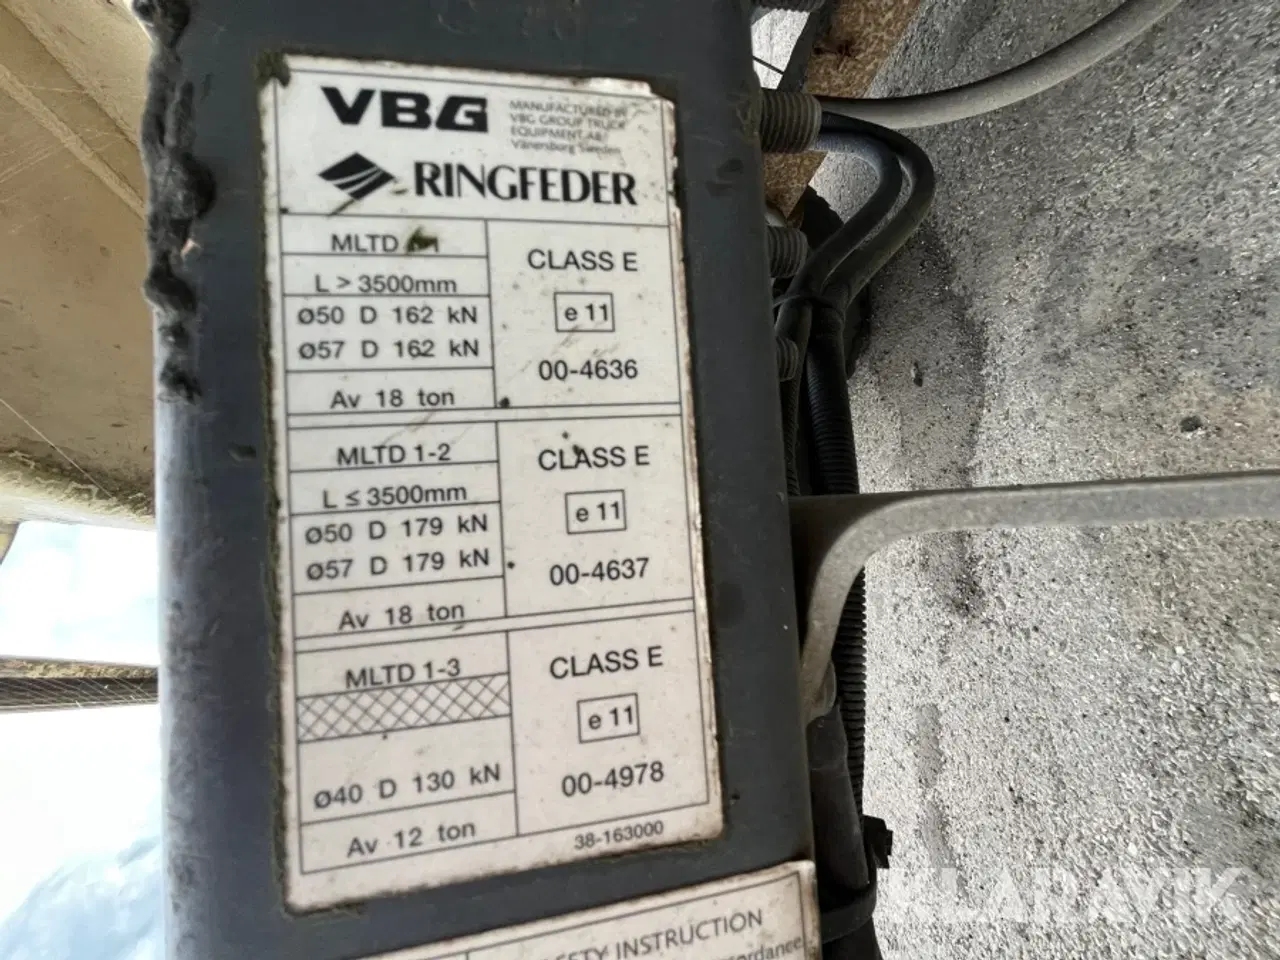 VBG
MANUFACTURED BY
VBG GROUP TRUCK
EQUIPMENT AB
Vänersborg Sweden
RINGFEDER
MLTD
L > 3500mm
Ø50 D 162 kN
Ø57 D 162 kN
Av 18 ton
CLASS E
e 11
00-4636
MLTD 1-2
L ≤ 3500mm
Ø50 D 179 kN
Ø57 D 179 kN
Av 18 ton
CLASS E
e 11
00-4637
MLTD 1-3
Ø40 D 130 kN
Av 12 ton
CLASS E
e 11
00-4978
38-163000
INSTRUCTION
KLARAVIK